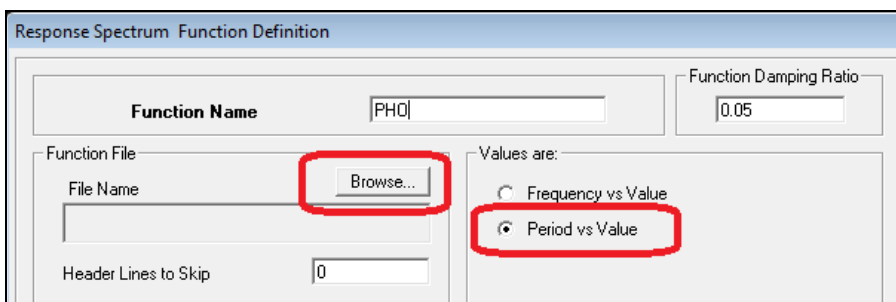 Response Spectrum Function Definition
Function Damping Ratio
Function Name PHO 0.05
Function File
Values are:
File Name Browse...
Frequency vs Value
Period vs Value
Header Lines to Skip 0